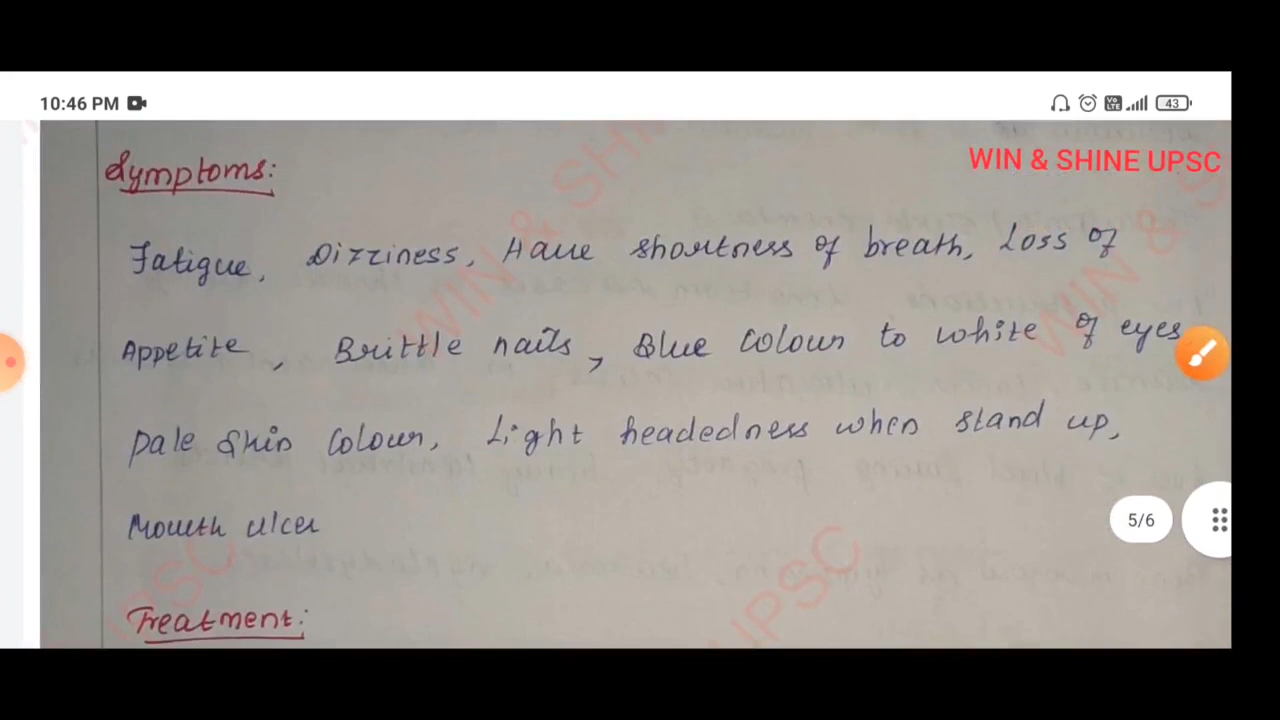 10:46 PM
43
WIN & SHINE UPSC
Symptoms:
Fatigue, Dizziness, Have shortness of breath, Loss of
Appetite, Brittle nails, Blue colour to white of eyes
pale skin colour, Light headedness when stand up,
Mouth ulcer
5/6
Treatment: